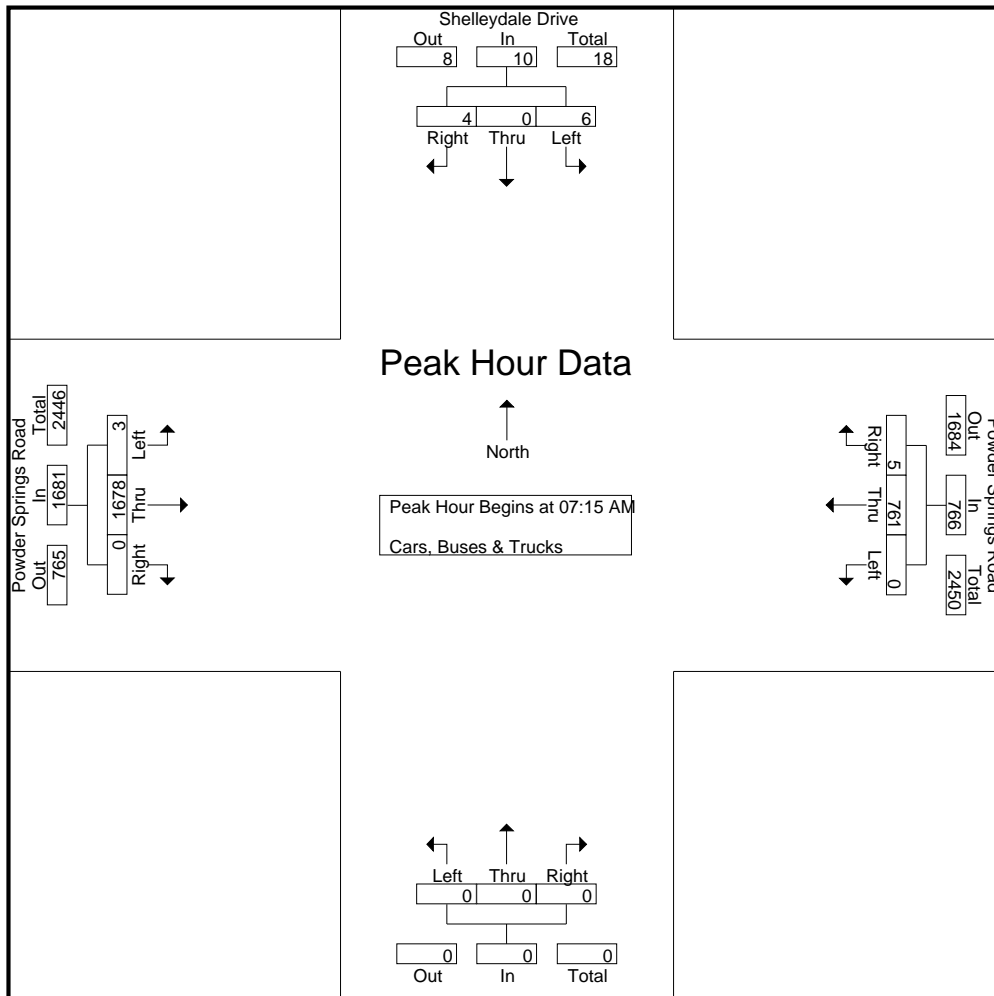 Shelleydale Drive
Out In Total
8 10 18
4 0 6
Right Thru Left
Peak Hour Data
North
Peak Hour Begins at 07:15 AM
Cars, Buses & Trucks
Powder Springs Road
Out In Total
765 1681 2446
3 1678 0
Left Thru Right
Powder Springs Road
Out In Total
1684 766 2450
5 761 0
Right Thru Left
Left Thru Right
0 0 0
0 0 0
Out In Total